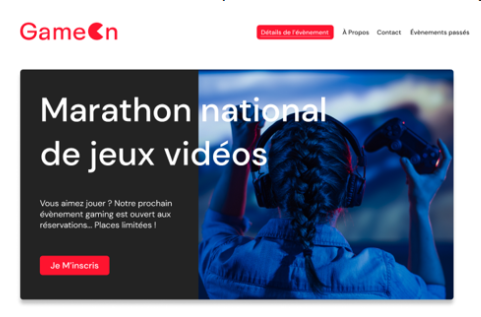 GameOn
Détails de l'évènement À Propos Contact Évènements passés
Marathon national
de jeux vidéos
Vous aimez jouer ? Notre prochain
évènement gaming est ouvert aux
réservations... Places limitées !
Je M'inscris